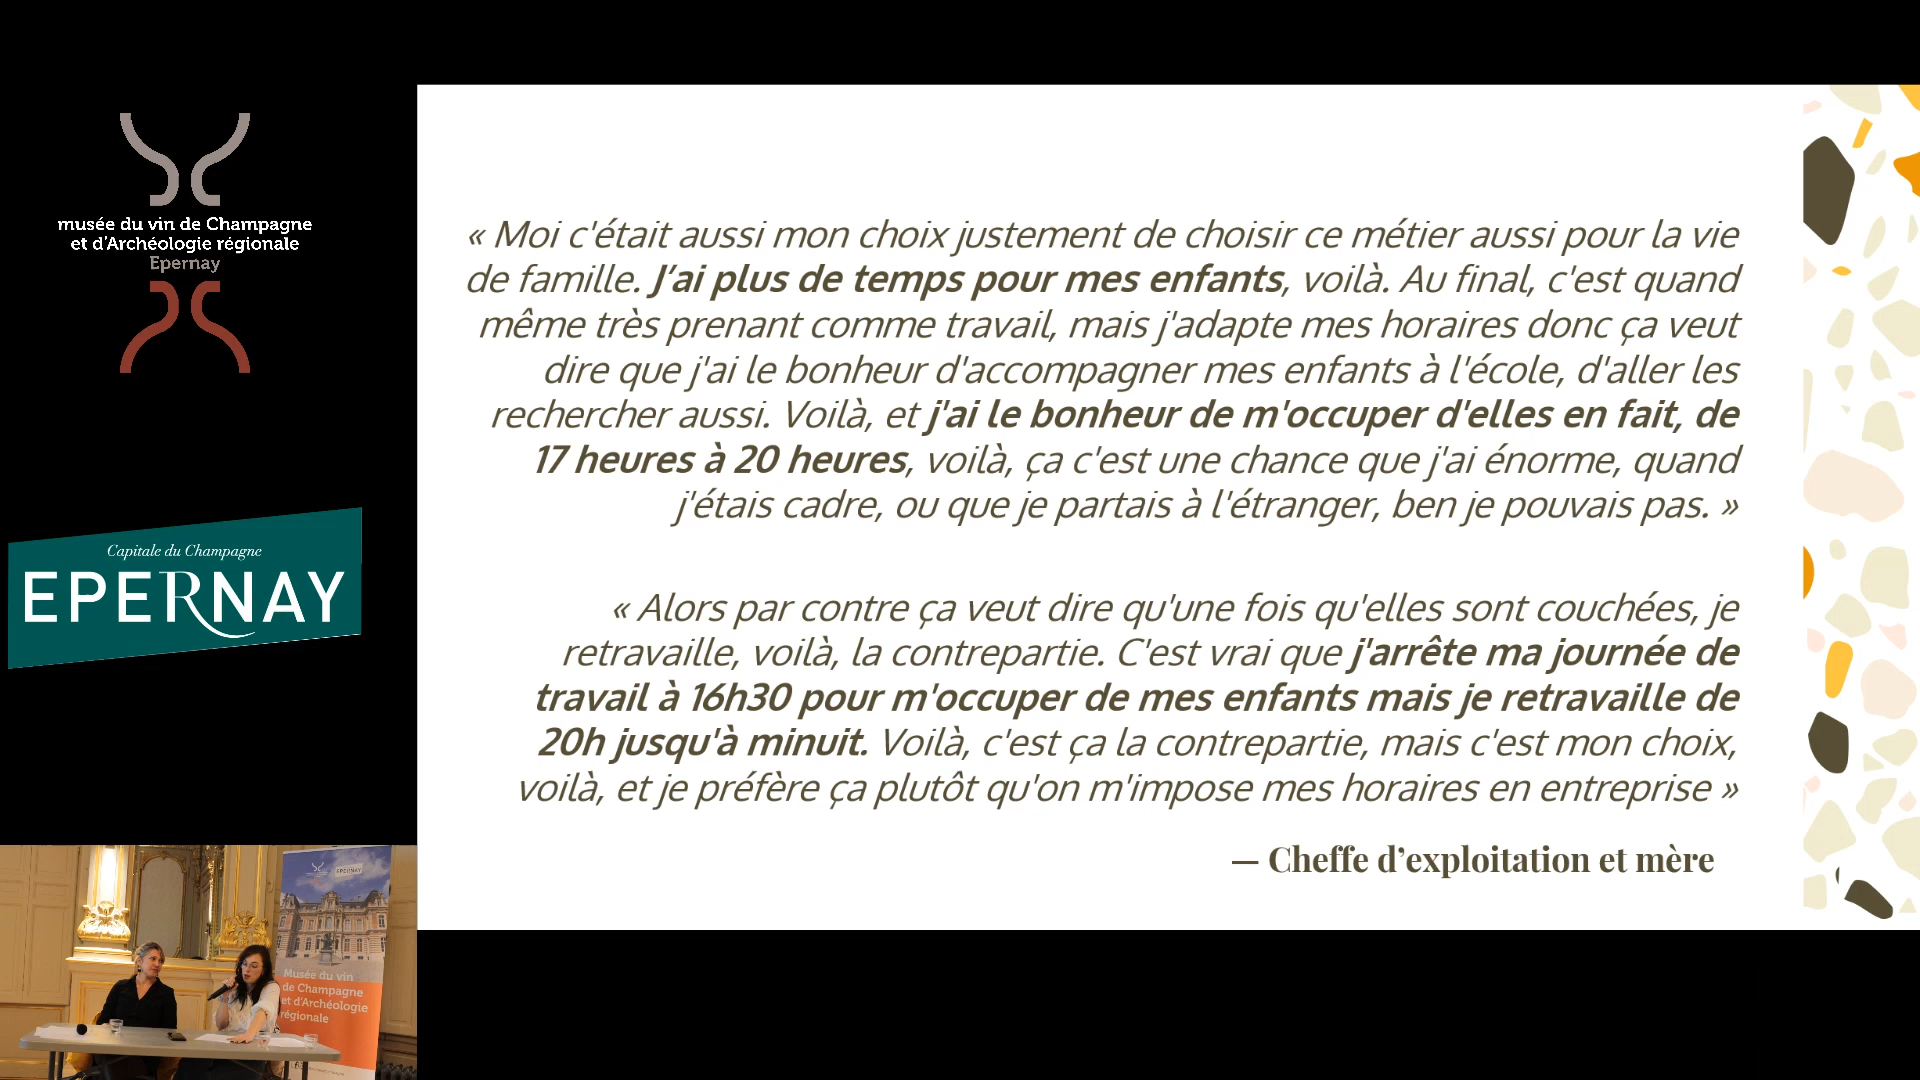 musée du vin de Champagne
et d'Archéologie régionale
Epernay
Capitale du Champagne
EPERNAY
« Moi c'était aussi mon choix justement de choisir ce métier aussi pour la vie
de famille. J'ai plus de temps pour mes enfants, voilà. Au final, c'est quand
même très prenant comme travail, mais j'adapte mes horaires donc ça veut
dire que j'ai le bonheur d'accompagner mes enfants à l'école, d'aller les
rechercher aussi. Voilà, et j'ai le bonheur de m'occuper d'elles en fait, de
17 heures à 20 heures, voilà, ça c'est une chance que j'ai énorme, quand
j'étais cadre, ou que je partais à l'étranger, ben je pouvais pas. »
« Alors par contre ça veut dire qu'une fois qu'elles sont couchées, je
retravaille, voilà, la contrepartie. C'est vrai que j'arrête ma journée de
travail à 16h30 pour m'occuper de mes enfants mais je retravaille de
20h jusqu'à minuit. Voilà, c'est ça la contrepartie, mais c'est mon choix,
voilà, et je préfère ça plutôt qu'on m'impose mes horaires en entreprise »
— Cheffe d’exploitation et mère
EPERNAY
Musée du vin
de Champagne
et d'Archéologie
régionale